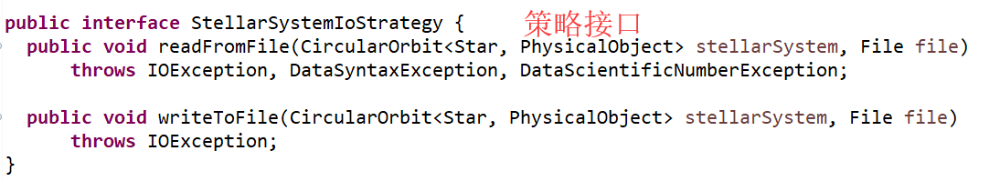 public interface StellarSystemIoStrategy { 策略接口
public void readFromFile(CircularOrbit<Star, PhysicalObject> stellarSystem, File file)
throws IOException, DataSyntaxException, DataScientificNumberException;
public void writeToFile(CircularOrbit<Star, PhysicalObject> stellarSystem, File file)
throws IOException;
}